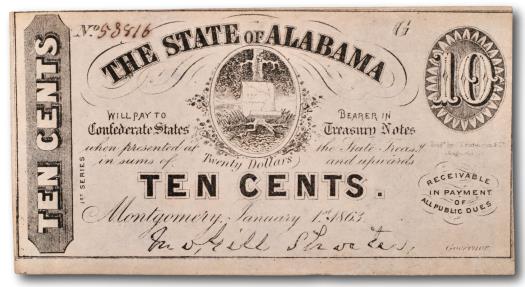 No 58816
THE STATE OF ALABAMA
TEN CENTS
10
WILL PAY TO BEARER IN
Confederate States Treasury Notes
when presented at the State Treasy
in sums of Twenty Dollars and upwards
1ST SERIES
TEN CENTS.
RECEIVABLE
IN PAYMENT
OF
ALL PUBLIC DUES
Montgomery, January 1st 1863
Governor